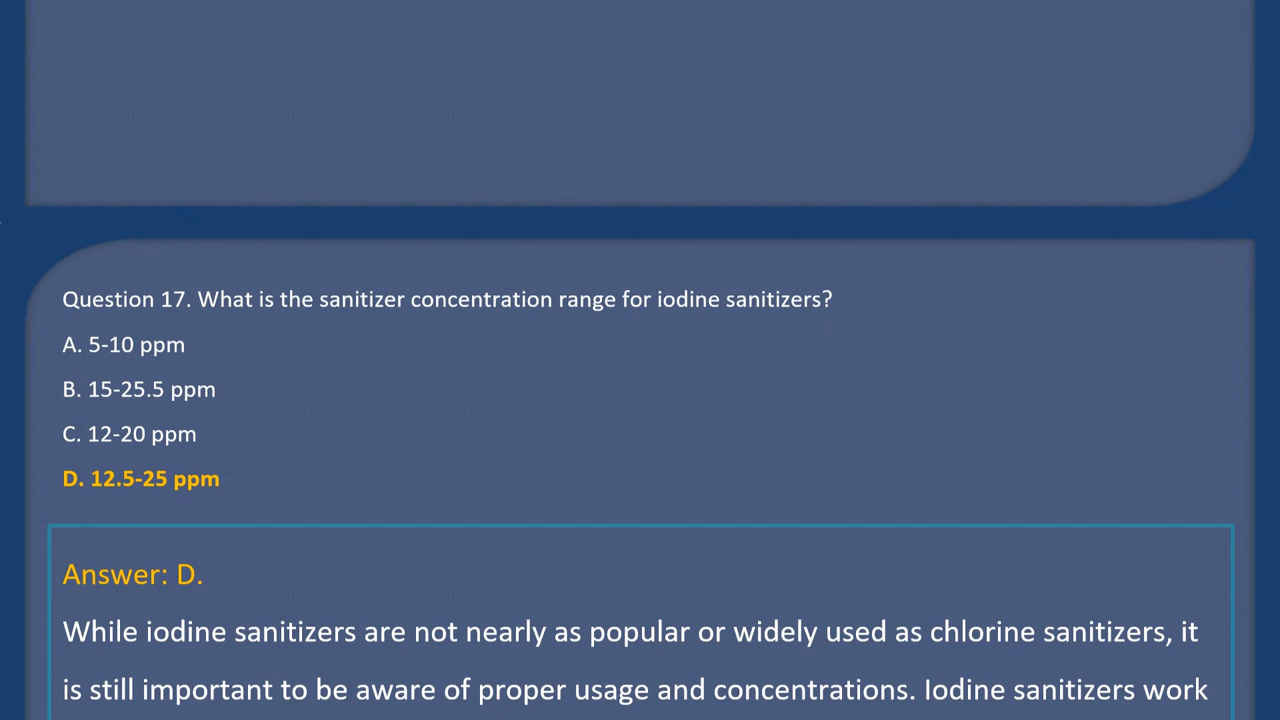 Question 17. What is the sanitizer concentration range for iodine sanitizers?
A. 5-10 ppm
B. 15-25.5 ppm
C. 12-20 ppm
D. 12.5-25 ppm
Answer: D.
While iodine sanitizers are not nearly as popular or widely used as chlorine sanitizers, it
is still important to be aware of proper usage and concentrations. Iodine sanitizers work